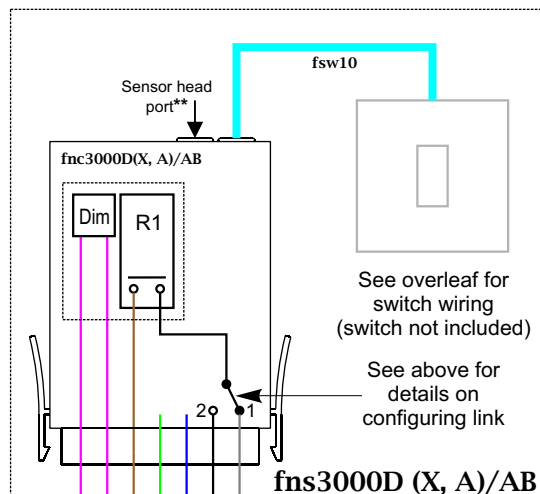 fsw10
Sensor head
port**
fnc3000D(X, A)/AB
Dim
R1
See overleaf for
switch wiring
(switch not included)
See above for
details on
configuring link
2
1
fns3000D (X, A)/AB